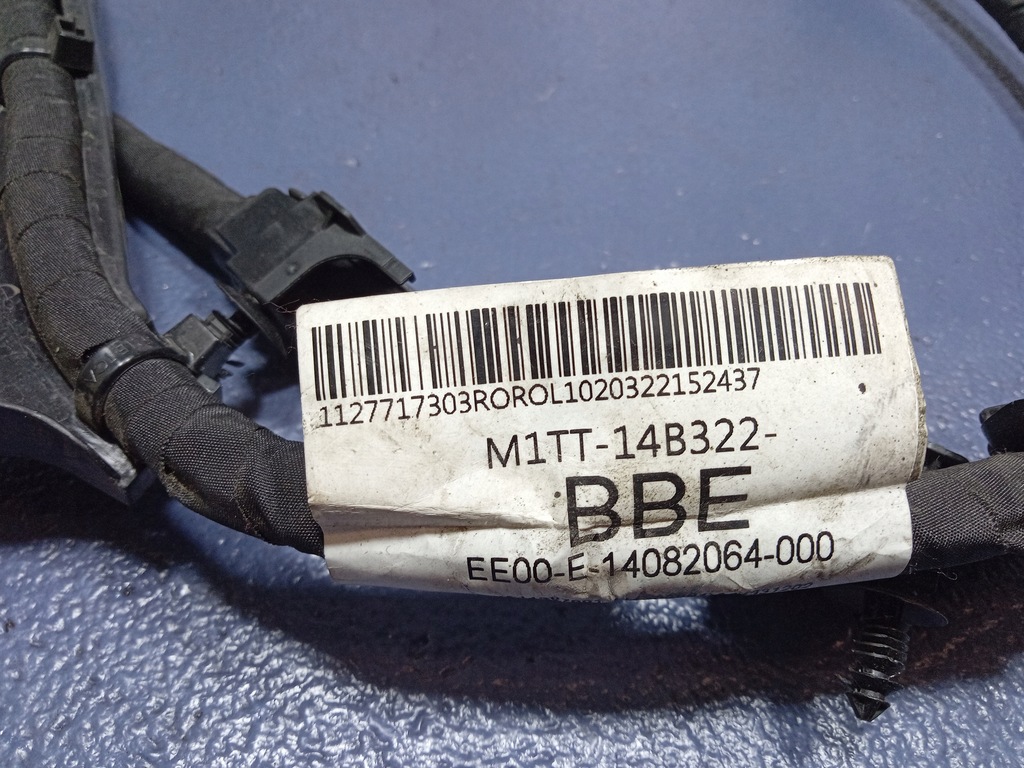 1127717303ROROL1020322152437
M1TT-14B322-
BBE
EE00-E-14082064-000